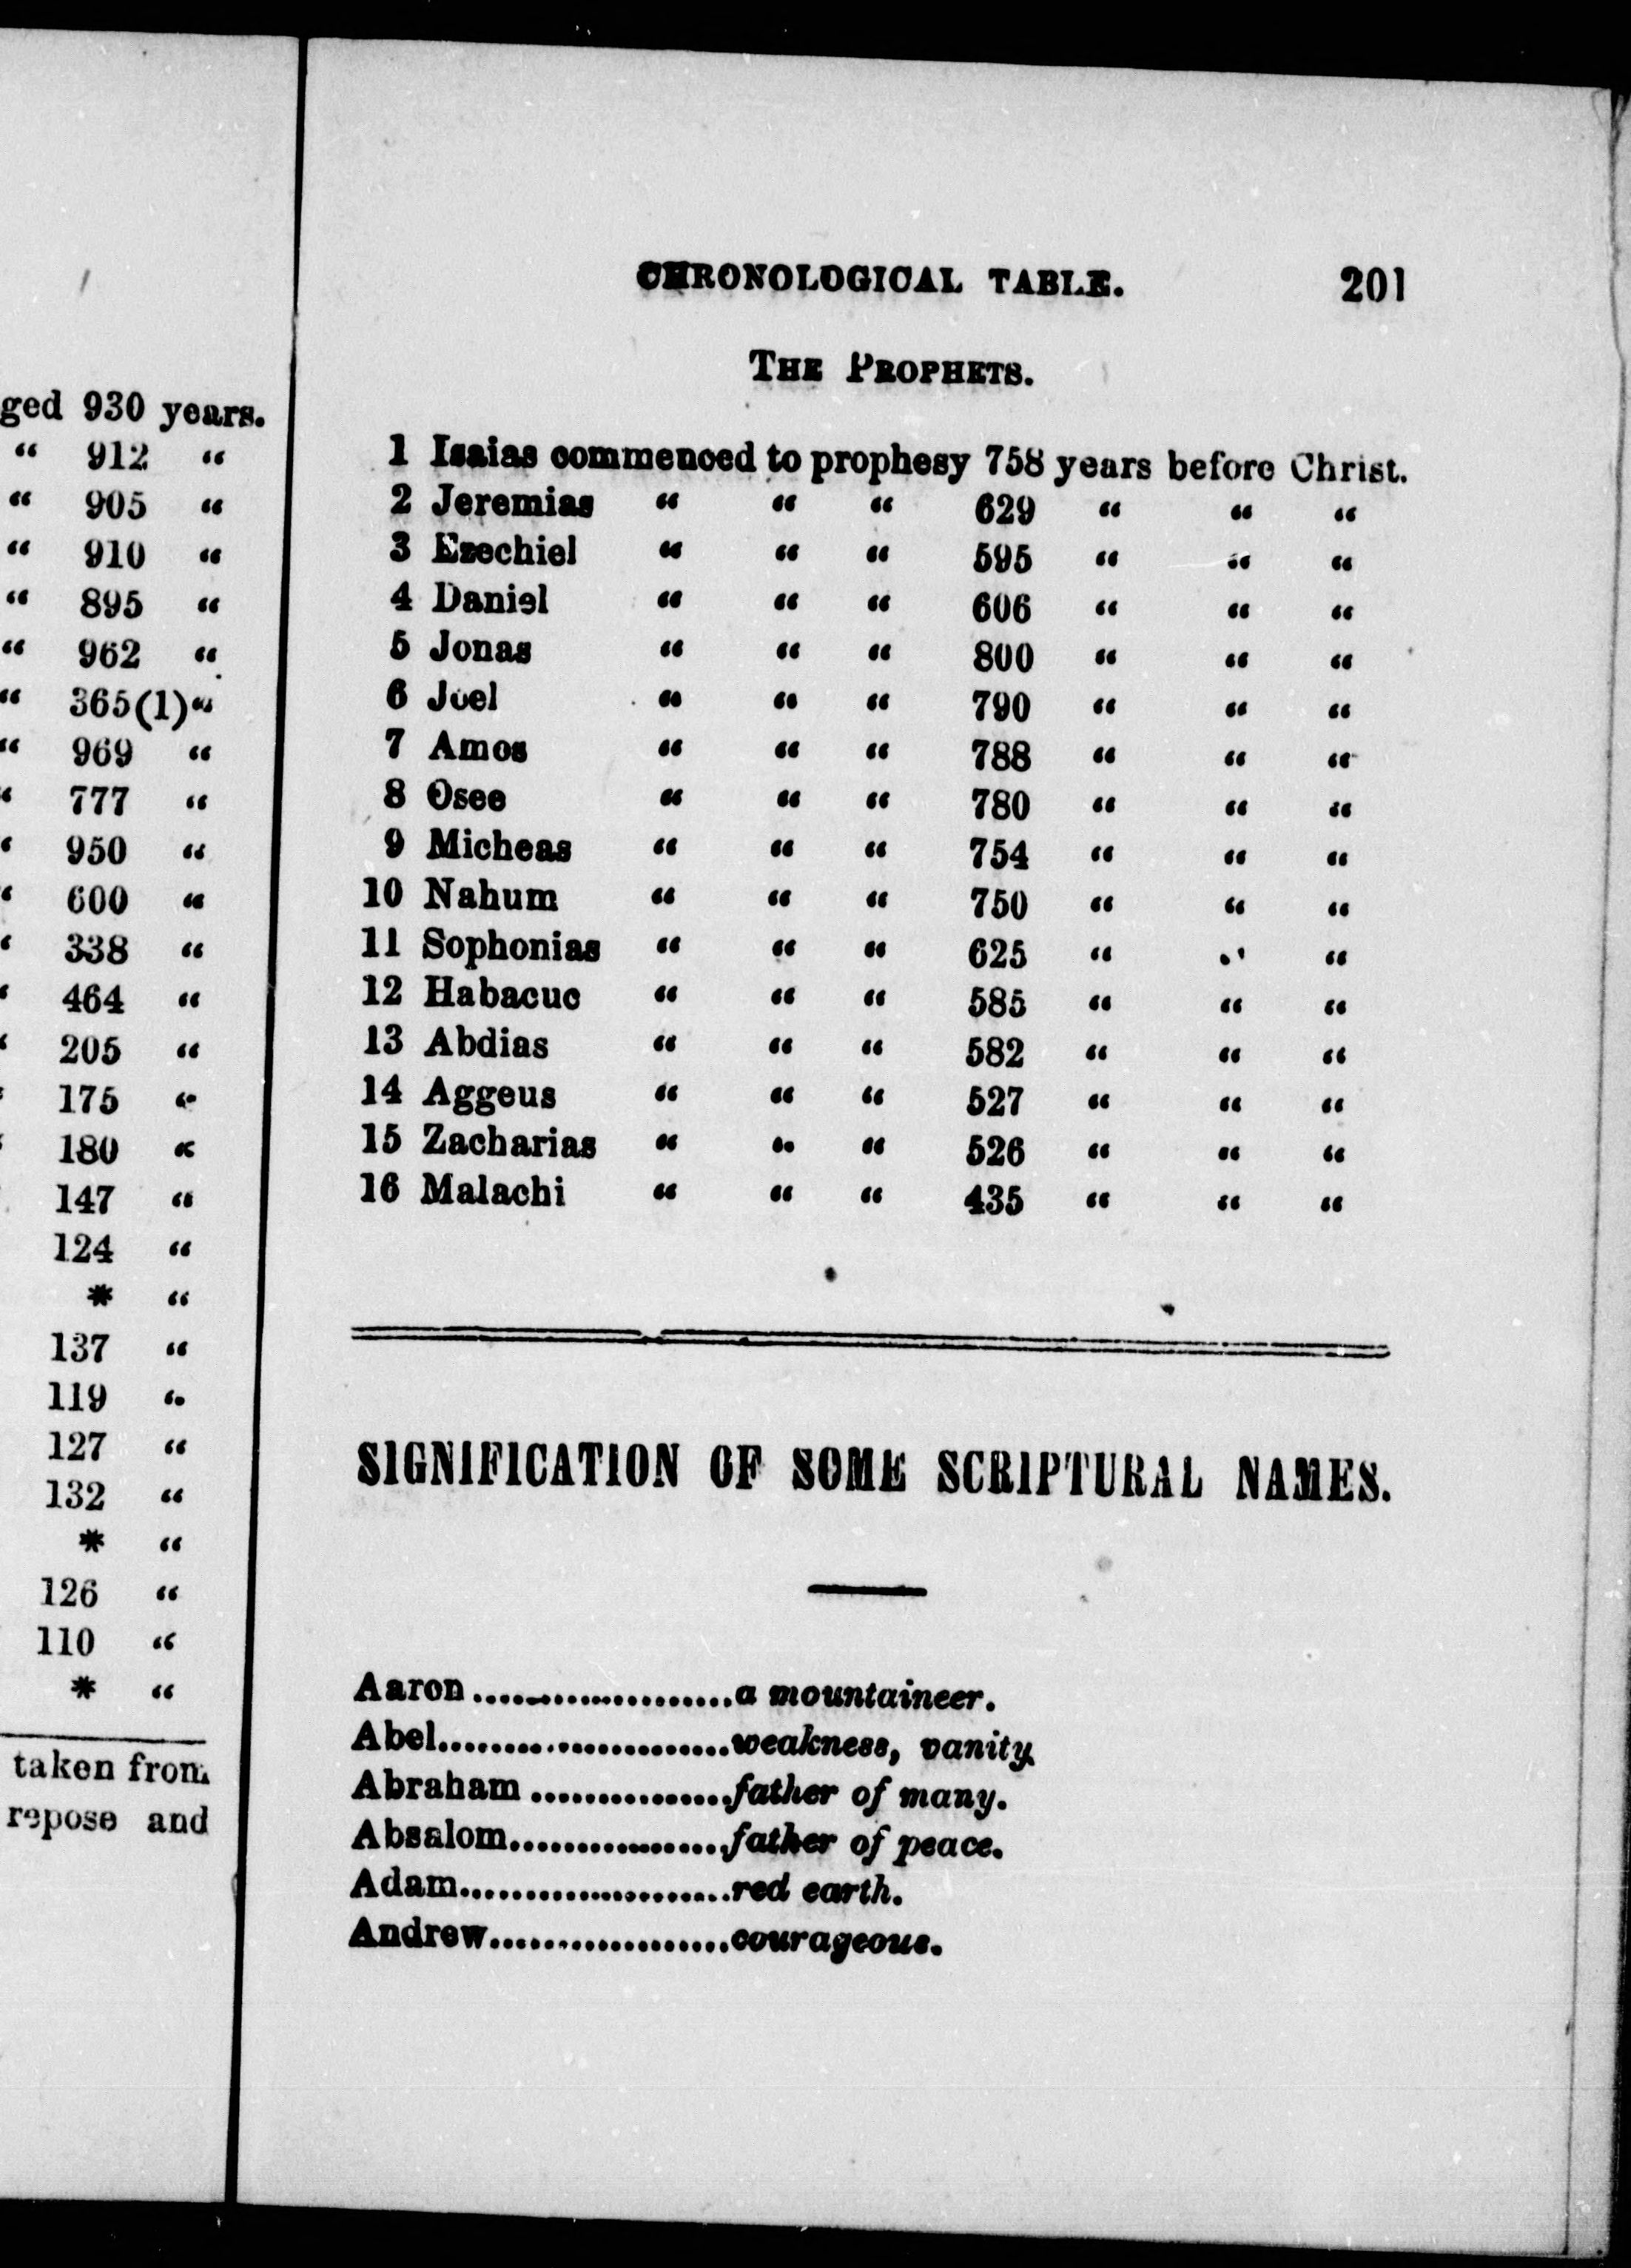 ged 930 years.
“ 912 “
“ 905 “
“ 910 “
“ 895 “
“ 962 “
“ 365(1) “
“ 969 “
“ 777 “
“ 950 “
“ 600 “
“ 338 “
“ 464 “
“ 205 “
“ 175 “
“ 180 “
147 “
124 “
* “
137 “
119 “
127 “
132 “
* “
126 “
110 “
* “
taken from
repose and
CHRONOLOGICAL TABLE. 201
THE PROPHETS.
1 Isaias commenced to prophesy 758 years before Christ.
2 Jeremias “ “ “ 629 “ “ “
3 Ezechiel “ “ “ 595 “ “ “
4 Daniel “ “ “ 606 “ “ “
5 Jonas “ “ “ 800 “ “ “
6 Joel “ “ “ 790 “ “ “
7 Amos “ “ “ 788 “ “ “
8 Osee “ “ “ 780 “ “ “
9 Micheas “ “ “ 754 “ “ “
10 Nahum “ “ “ 750 “ “ “
11 Sophonias “ “ “ 625 “ “ “
12 Habacuc “ “ “ 585 “ “ “
13 Abdias “ “ “ 582 “ “ “
14 Aggeus “ “ “ 527 “ “ “
15 Zacharias “ “ “ 526 “ “ “
16 Malachi “ “ “ 435 “ “ “
SIGNIFICATION OF SOME SCRIPTURAL NAMES.
Aaron.....................a mountaineer.
Abel.......................weakness, vanity.
Abraham ...............father of many.
Absalom.................father of peace.
Adam......................red earth.
Andrew...................courageous.